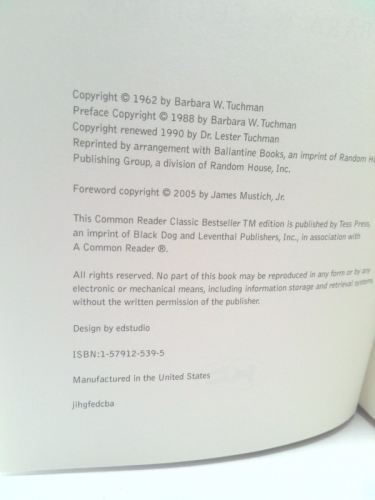 Copyright © 1962 by Barbara W. Tuchman
Preface Copyright © 1988 by Barbara W. Tuchman
Copyright renewed 1990 by Dr. Lester Tuchman
Reprinted by arrangement with Ballantine Books, an imprint of Random
Publishing Group, a division of Random House, Inc.
Foreword copyright © 2005 by James Mustich, Jr.
This Common Reader Classic Bestseller TM edition is published by Tess Press,
an imprint of Black Dog and Leventhal Publishers, Inc., in association with
A Common Reader ®.
All rights reserved. No part of this book may be reproduced in any form or by any
electronic or mechanical means, including information storage and retrieval systems
without the written permission of the publisher.
Design by edstudio
ISBN:1-57912-539-5
Manufactured in the United States
jihgfedcba